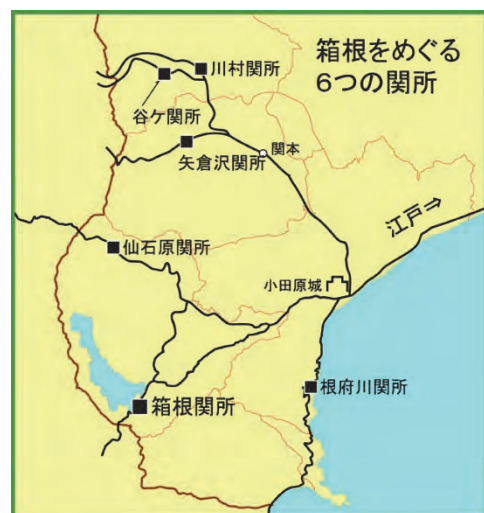 箱根をめぐる
6つの関所
川村関所
谷ケ関所
矢倉沢関所
関本
江戸⇒
仙石原関所
小田原城
根府川関所
箱根関所